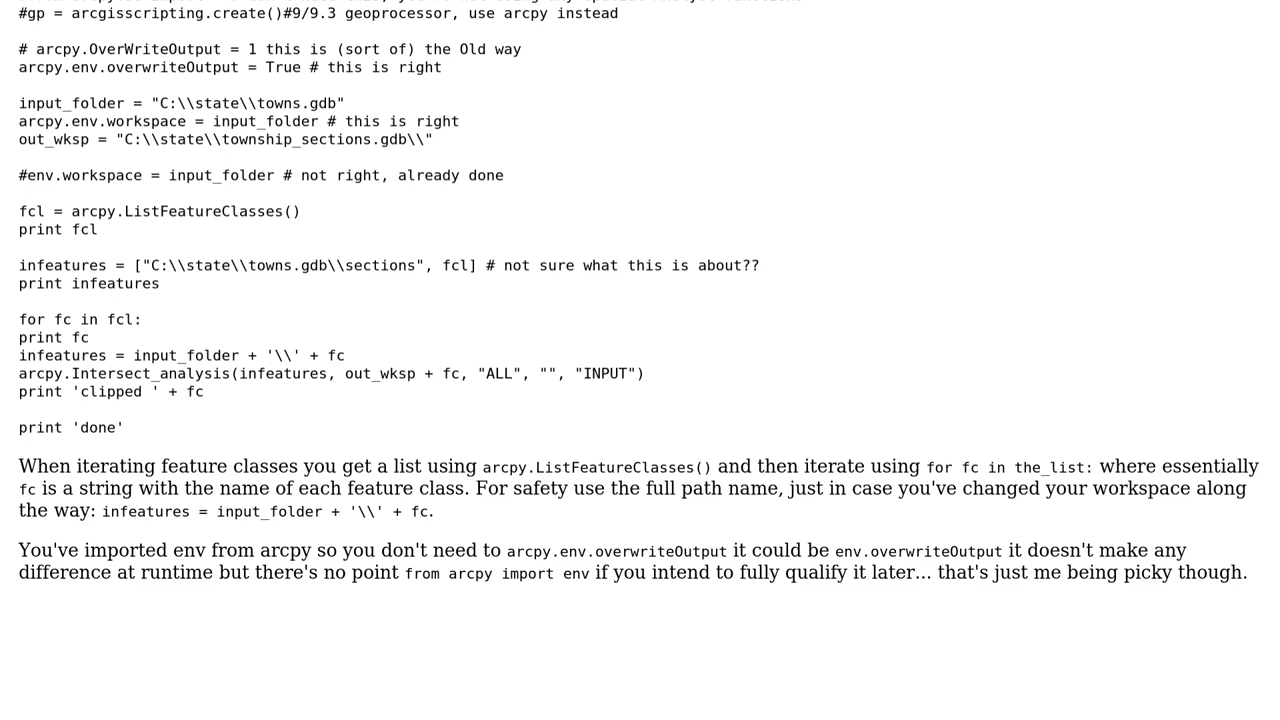 #gp = arcgisscripting.create()#9/9.3 geoprocessor, use arcpy instead
# arcpy.OverWriteOutput = 1 this is (sort of) the Old way
arcpy.env.overwriteOutput = True # this is right
input_folder = "C:\\state\\towns.gdb"
arcpy.env.workspace = input_folder # this is right
out_wksp = "C:\\state\\township_sections.gdb\\"
#env.workspace = input_folder # not right, already done
fcl = arcpy.ListFeatureClasses()
print fcl
infeatures = ["C:\\state\\towns.gdb\\sections", fcl] # not sure what this is about??
print infeatures
for fc in fcl:
print fc
infeatures = input_folder + '\\' + fc
arcpy.Intersect_analysis(infeatures, out_wksp + fc, "ALL", "", "INPUT")
print 'clipped ' + fc
print 'done'
When iterating feature classes you get a list using arcpy.ListFeatureClasses() and then iterate using for fc in the_list: where essentially
fc is a string with the name of each feature class. For safety use the full path name, just in case you've changed your workspace along
the way: infeatures = input_folder + '\\' + fc.
You've imported env from arcpy so you don't need to arcpy.env.overwriteOutput it could be env.overwriteOutput it doesn't make any
difference at runtime but there's no point from arcpy import env if you intend to fully qualify it later... that's just me being picky though.